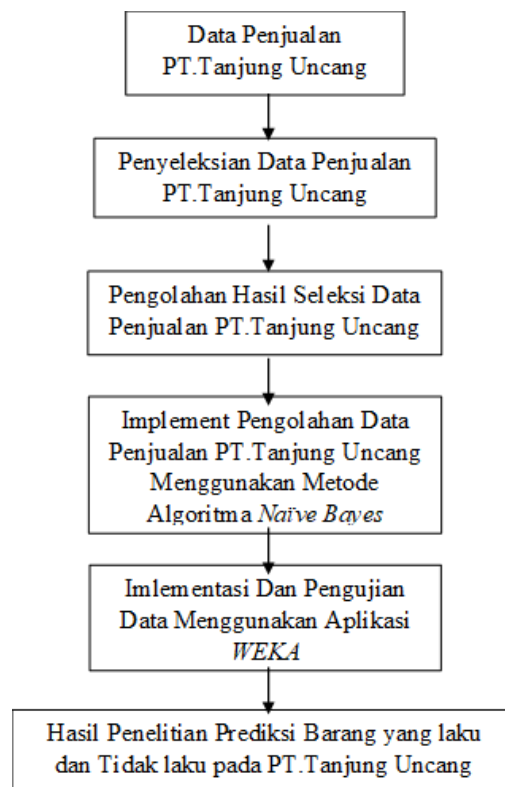 Data Penjualan
PT.Tanjung Uncang
Penyeleksian Data Penjualan
PT.Tanjung Uncang
Pengolahan Hasil Seleksi Data
Penjualan PT.Tanjung Uncang
Implement Pengolahan Data
Penjualan PT.Tanjung Uncang
Menggunakan Metode
Algoritma Naïve Bayes
Imlementasi Dan Pengujian
Data Menggunakan Aplikasi
WEKA
Hasil Penelitian Prediksi Barang yang laku
dan Tidak laku pada PT.Tanjung Uncang